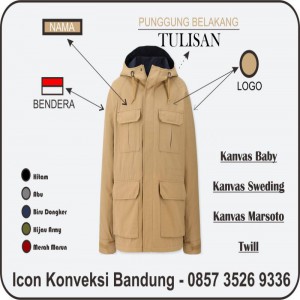 PUNGGUNG BELAKANG
NAMA
TULISAN
BENDERA
LOGO
Kanvas Baby
Hitam
Abu
Kanvas Sweding
Biru Dongker
Kanvas Marsoto
Hijau Army
Merah Marun
Twill
Icon Konveksi Bandung - 0857 3526 9336